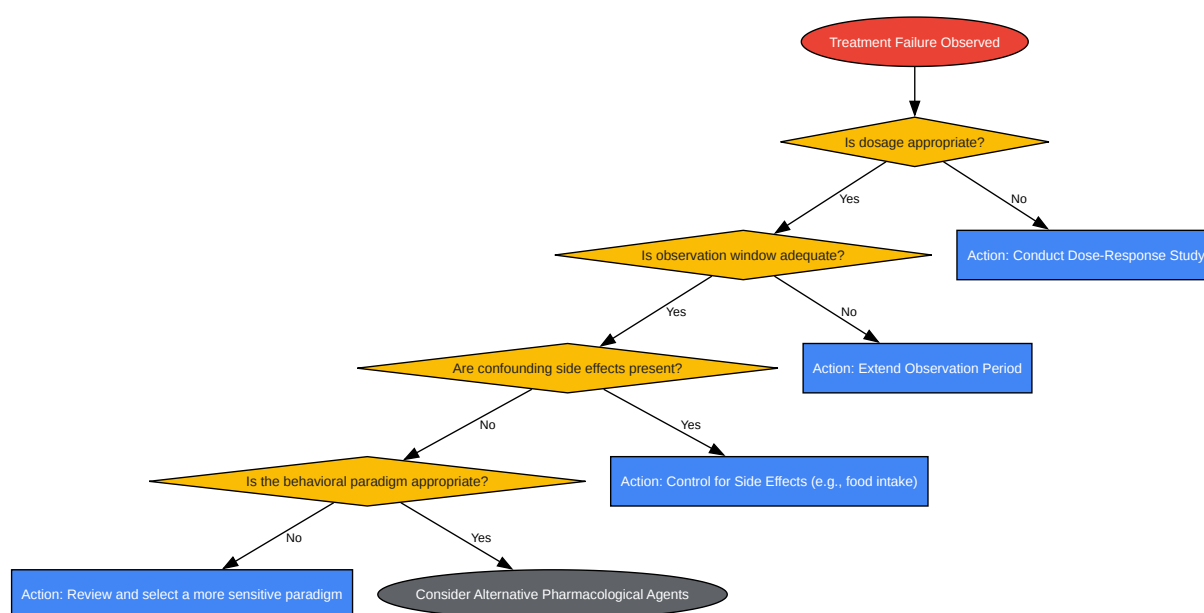 Treatment Failure Observed
Is dosage appropriate?
Yes
No
Is observation window adequate?
Action: Conduct Dose-Response Study
Yes
No
Are confounding side effects present?
Action: Extend Observation Period
No
Yes
Is the behavioral paradigm appropriate?
Action: Control for Side Effects (e.g., food intake)
No
Yes
Action: Review and select a more sensitive paradigm
Consider Alternative Pharmacological Agents